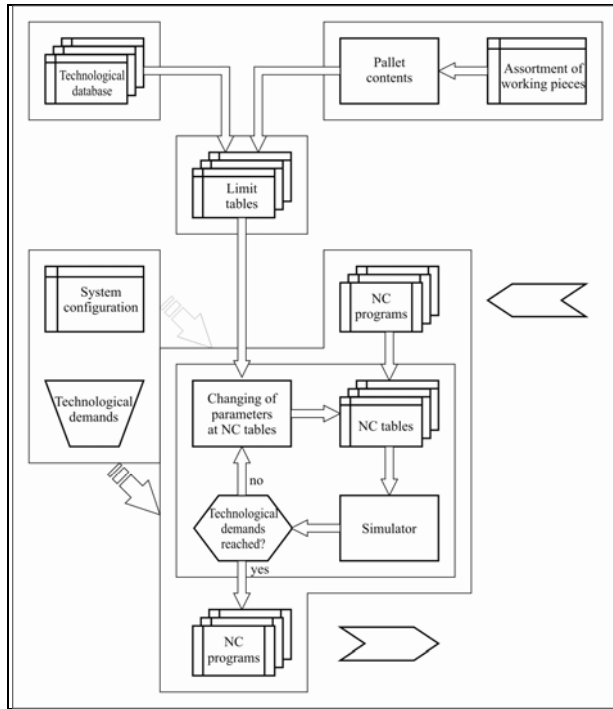 Technological
database
Pallet
contents
Assortment of
working pieces
Limit
tables
System
configuration
NC
programs
Technological
demands
Changing of
parameters
at NC tables
NC tables
no
Technological
demands
reached?
Simulator
yes
NC
programs